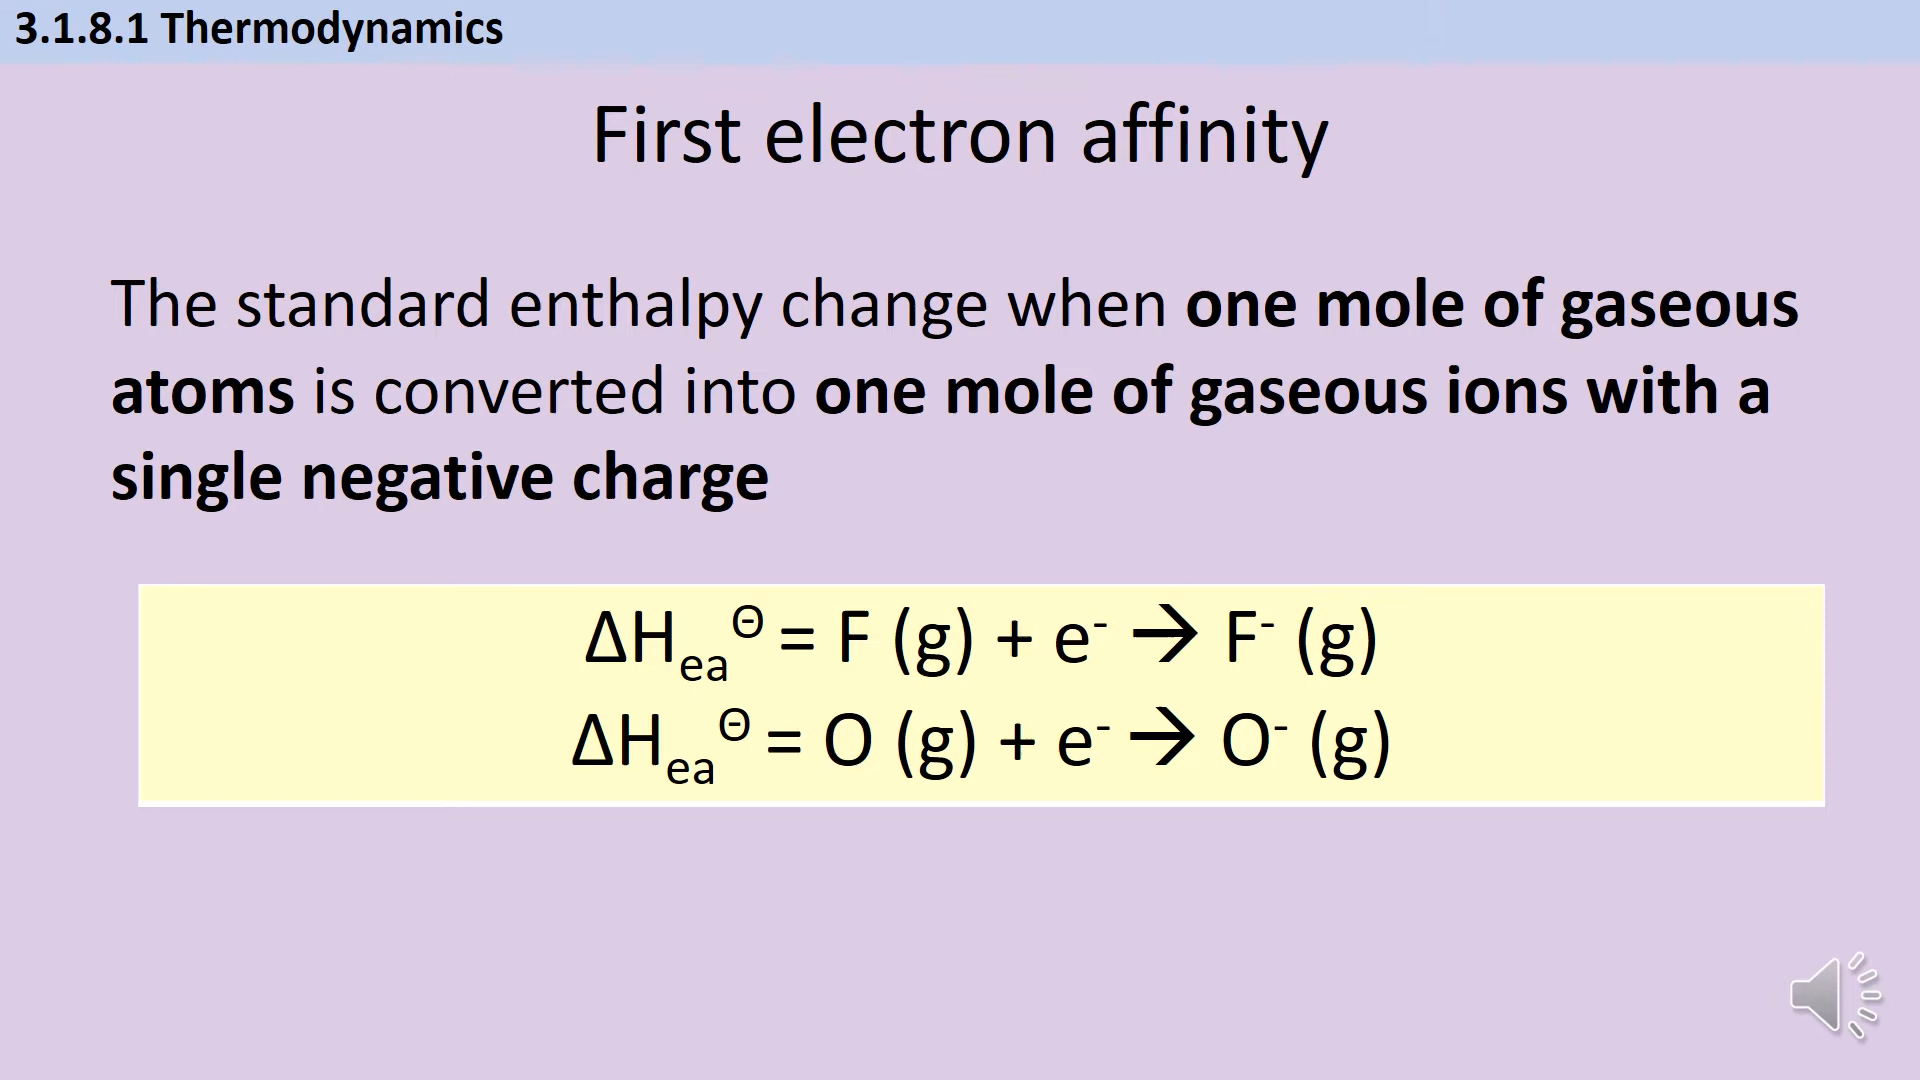 3.1.8.1 Thermodynamics
First electron affinity
The standard enthalpy change when one mole of gaseous
atoms is converted into one mole of gaseous ions with a
single negative charge
ΔHₑₐ^Θ = F (g) + e⁻ → F⁻ (g)
ΔHₑₐ^Θ = O (g) + e⁻ → O⁻ (g)